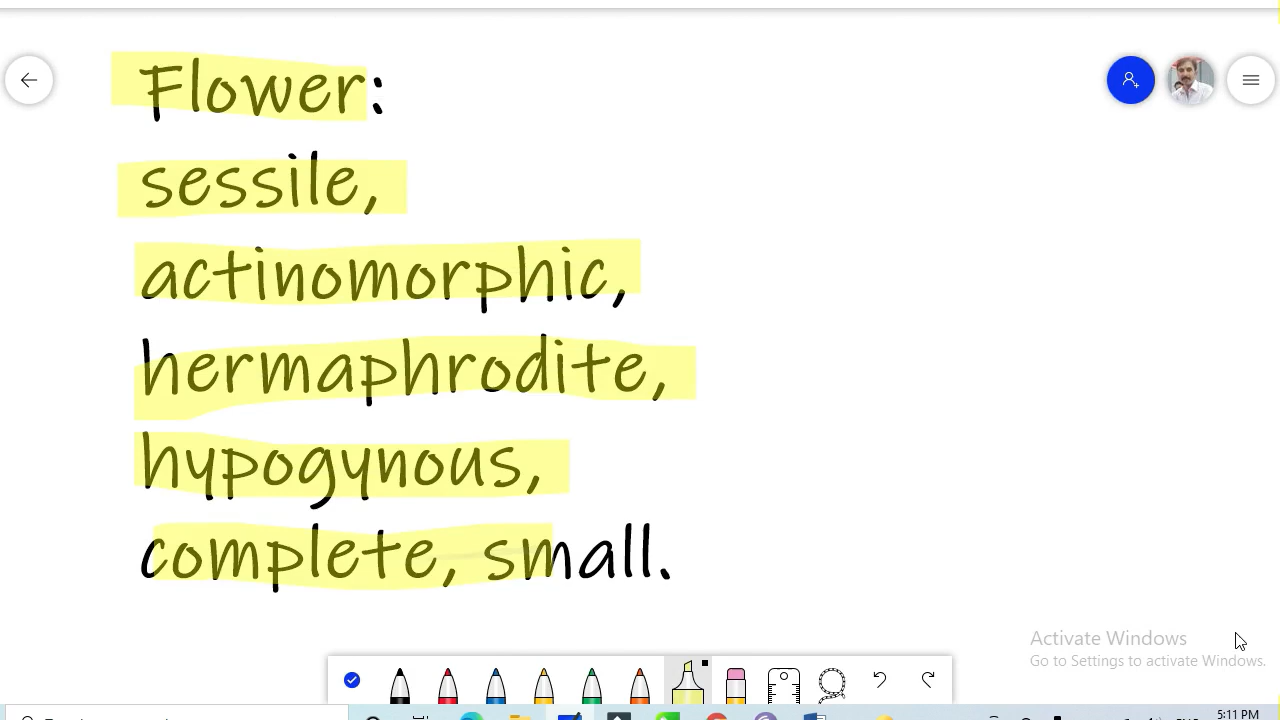 Flower:
sessile,
actinomorphic,
hermaphrodite,
hypogynous,
complete, small.
Activate Windows
Go to Settings to activate Windows.
5:11 PM